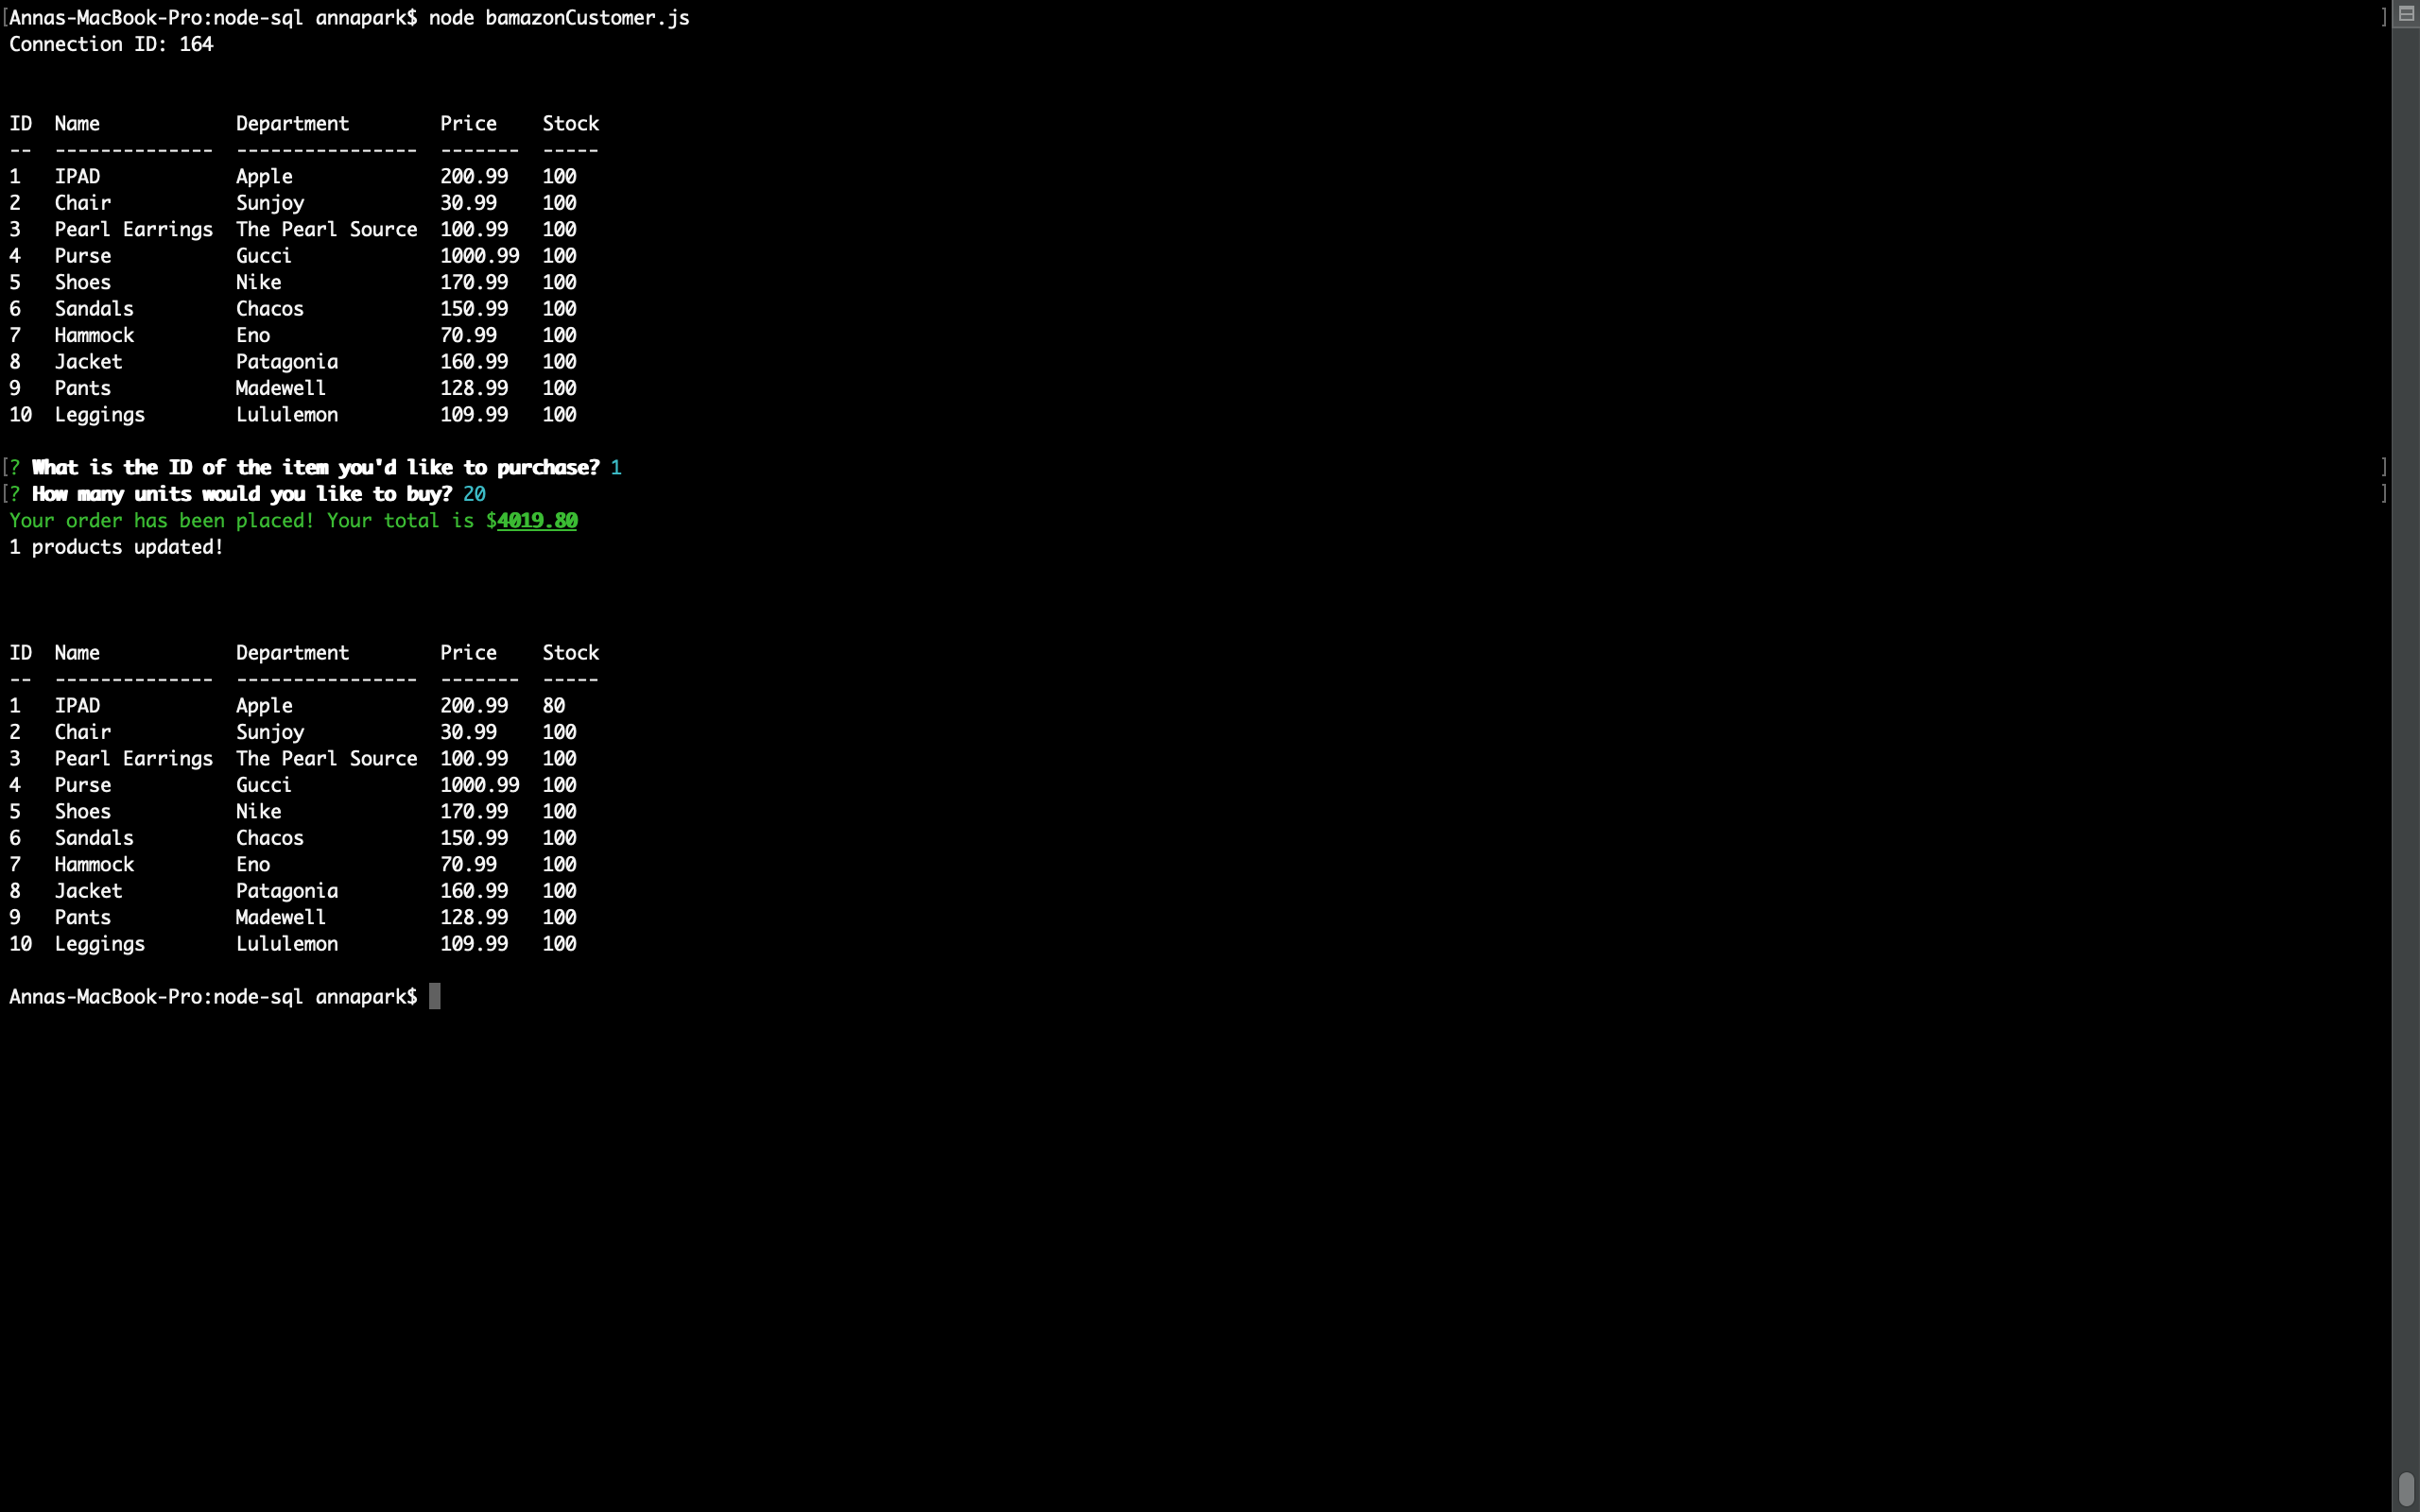 [Annas-MacBook-Pro:node-sql annapark$ node bamazonCustomer.js ]
Connection ID: 164
ID  Name            Department        Price    Stock
--  --------------  ----------------  -------  -----
1   IPAD            Apple             200.99   100
2   Chair           Sunjoy            30.99    100
3   Pearl Earrings  The Pearl Source  100.99   100
4   Purse           Gucci             1000.99  100
5   Shoes           Nike              170.99   100
6   Sandals         Chacos            150.99   100
7   Hammock         Eno               70.99    100
8   Jacket          Patagonia         160.99   100
9   Pants           Madewell          128.99   100
10  Leggings        Lululemon         109.99   100
[? What is the ID of the item you'd like to purchase? 1 ]
[? How many units would you like to buy? 20 ]
Your order has been placed! Your total is $4019.80
1 products updated!
ID  Name            Department        Price    Stock
--  --------------  ----------------  -------  -----
1   IPAD            Apple             200.99   80
2   Chair           Sunjoy            30.99    100
3   Pearl Earrings  The Pearl Source  100.99   100
4   Purse           Gucci             1000.99  100
5   Shoes           Nike              170.99   100
6   Sandals         Chacos            150.99   100
7   Hammock         Eno               70.99    100
8   Jacket          Patagonia         160.99   100
9   Pants           Madewell          128.99   100
10  Leggings        Lululemon         109.99   100
Annas-MacBook-Pro:node-sql annapark$